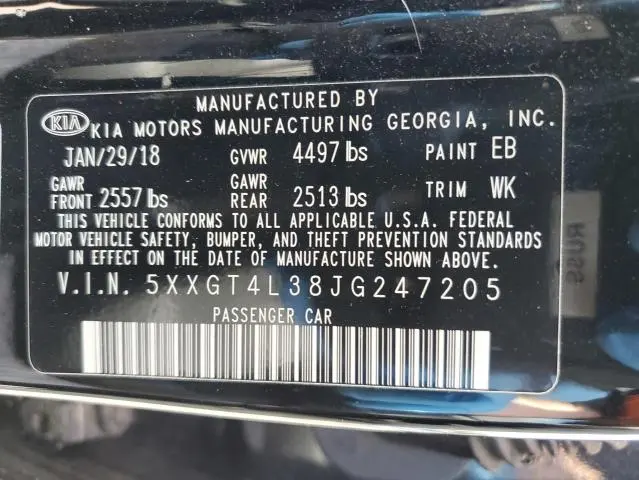 MANUFACTURED BY
KIA KIA MOTORS MANUFACTURING GEORGIA, INC.
JAN/29/18 GVWR 4497 lbs PAINT EB
GAWR FRONT 2557 lbs GAWR REAR 2513 lbs TRIM WK
THIS VEHICLE CONFORMS TO ALL APPLICABLE U.S.A. FEDERAL
MOTOR VEHICLE SAFETY, BUMPER, AND THEFT PREVENTION STANDARDS
IN EFFECT ON THE DATE OF MANUFACTURE SHOWN ABOVE.
V.I.N. 5XXGT4L38JG247205
PASSENGER CAR